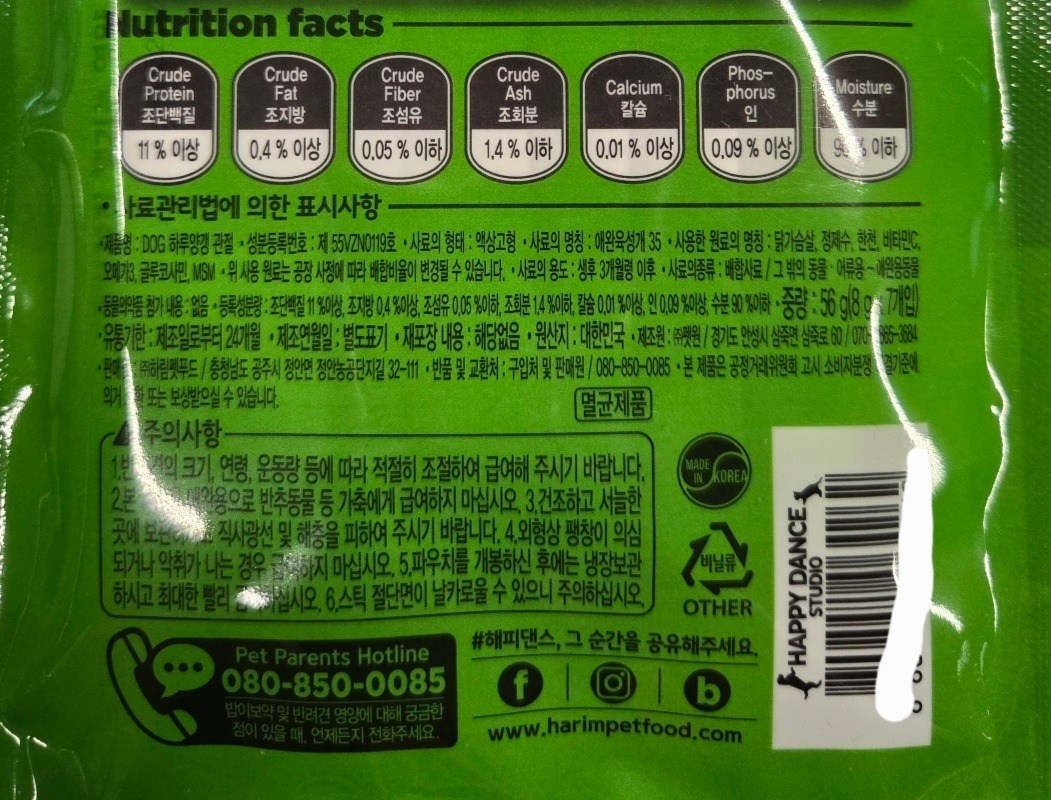 Nutrition facts
Crude Protein 조단백질 11 % 이상
Crude Fat 조지방 0.4 % 이상
Crude Fiber 조섬유 0.05 % 이하
Crude Ash 조회분 1.4 % 이하
Calcium 칼슘 0.01 % 이상
Phos-phorus 인 0.09 % 이상
Moisture 수분 90 % 이하
• 사료관리법에 의한 표시사항
•제품명 : DOG 하루양갱 관절 •성분등록번호 : 제 55VZN0119호 •사료의 형태 : 액상고형 •사료의 명칭 : 애완육성개 35 •사용한 원료의 명칭 : 닭가슴살, 정제수, 한천, 비타민C,
오메가3, 글루코사민, MSM •위 사용 원료는 공장 사정에 따라 배합비율이 변경될 수 있습니다. •사료의 용도 : 생후 3개월령 이후 •사료의종류 : 배합사료 / 그 밖의 동물 · 어류용 - 애완용동물
•동물의약품 첨가 내용 : 없음 •등록성분량 : 조단백질 11 %이상, 조지방 0.4 %이상, 조섬유 0.05 %이하, 조회분 1.4 %이하, 칼슘 0.01 %이상, 인 0.09 %이상, 수분 90 %이하 •중량 : 56 g(8 g 7개입)
•유통기한 : 제조일로부터 24개월 •제조연월일 : 별도표기 •재포장 내용 : 해당없음 •원산지 : 대한민국 •제조원 : ㈜펫원 / 경기도 안성시 삼죽면 삼죽로 60 / 070- 3684
•판매원 ㈜하림펫푸드 / 충청남도 공주시 정안면 정안농공단지길 32-111 •반품 및 교환처 : 구입처 및 판매원 / 080-850-0085 •본 제품은 공정거래위원회 고시 소비자분쟁 결기준에
의거 또는 보상받으실 수 있습니다.
멸균제품
주의사항
1. 크기, 연령, 운동량 등에 따라 적절히 조절하여 급여해 주시기 바랍니다.
2.본 애완용으로 반추동물 등 가축에게 급여하지 마십시오. 3.건조하고 서늘한
곳에 보관 직사광선 및 해충을 피하여 주시기 바랍니다. 4.외형상 팽창이 의심
되거나 악취가 나는 경우 급여하지 마십시오. 5.파우치를 개봉하신 후에는 냉장보관
하시고 최대한 빨리 6.스틱 절단면이 날카로울 수 있으니 주의하십시오.
MADE IN KOREA
비닐류
OTHER
HAPPY DANCE
STUDIO
Pet Parents Hotline
080-850-0085
밥이보약 및 반려견 영양에 대해 궁금한
점이 있을 때, 언제든지 전화주세요.
#해피댄스, 그 순간을 공유해주세요.
f b
www.harimpetfood.com